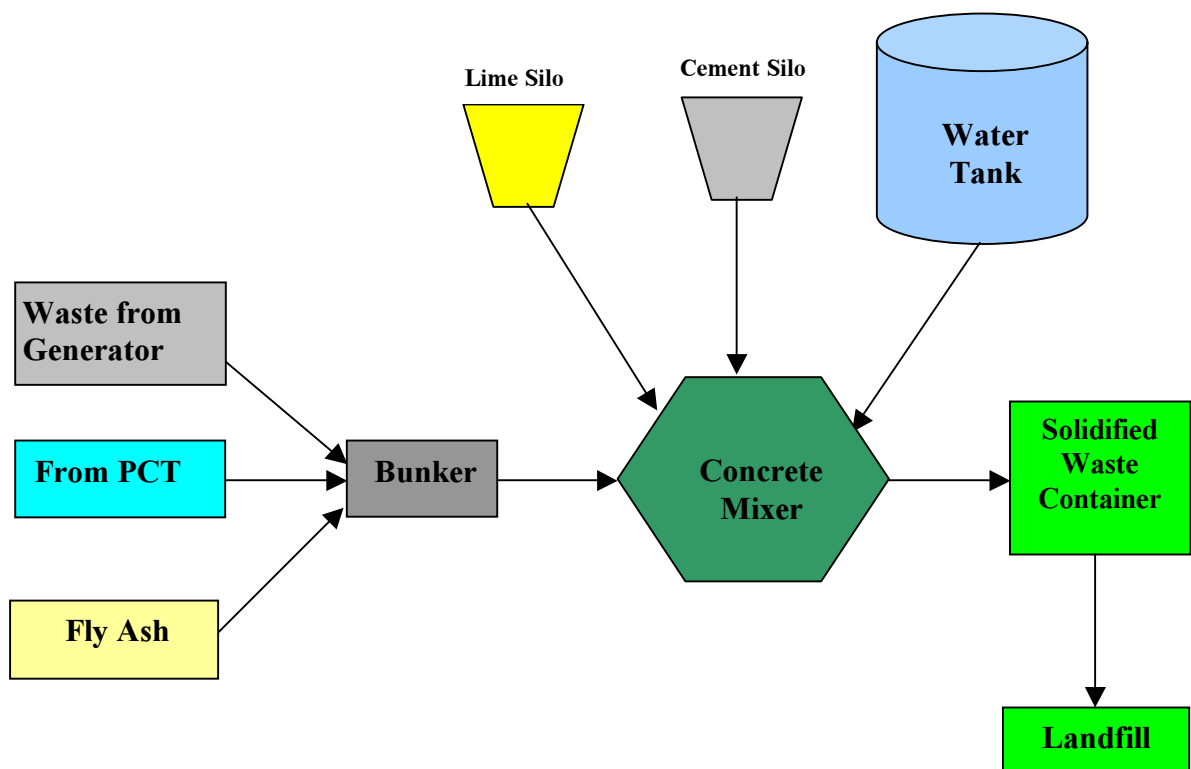 Lime Silo
Cement Silo
Water
Tank
Waste from
Generator
From PCT
Bunker
Fly Ash
Concrete
Mixer
Solidified
Waste
Container
Landfill